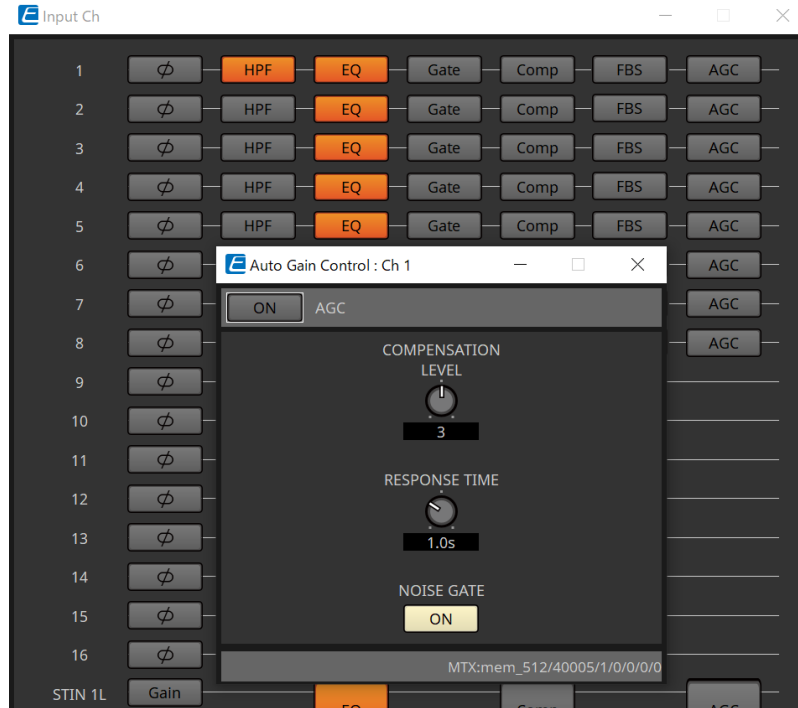 Input Ch
1 HPF EQ Gate Comp FBS AGC
2 HPF EQ Gate Comp FBS AGC
3 HPF EQ Gate Comp FBS AGC
4 HPF EQ Gate Comp FBS AGC
5 HPF EQ Gate Comp FBS AGC
6 AGC
7 AGC
8 AGC
9
10
11
12
13
14
15
16
STIN 1L Gain EQ Comp AGC
Auto Gain Control : Ch 1
ON AGC
COMPENSATION
LEVEL
3
RESPONSE TIME
1.0s
NOISE GATE
ON
MTX:mem_512/40005/1/0/0/0/0